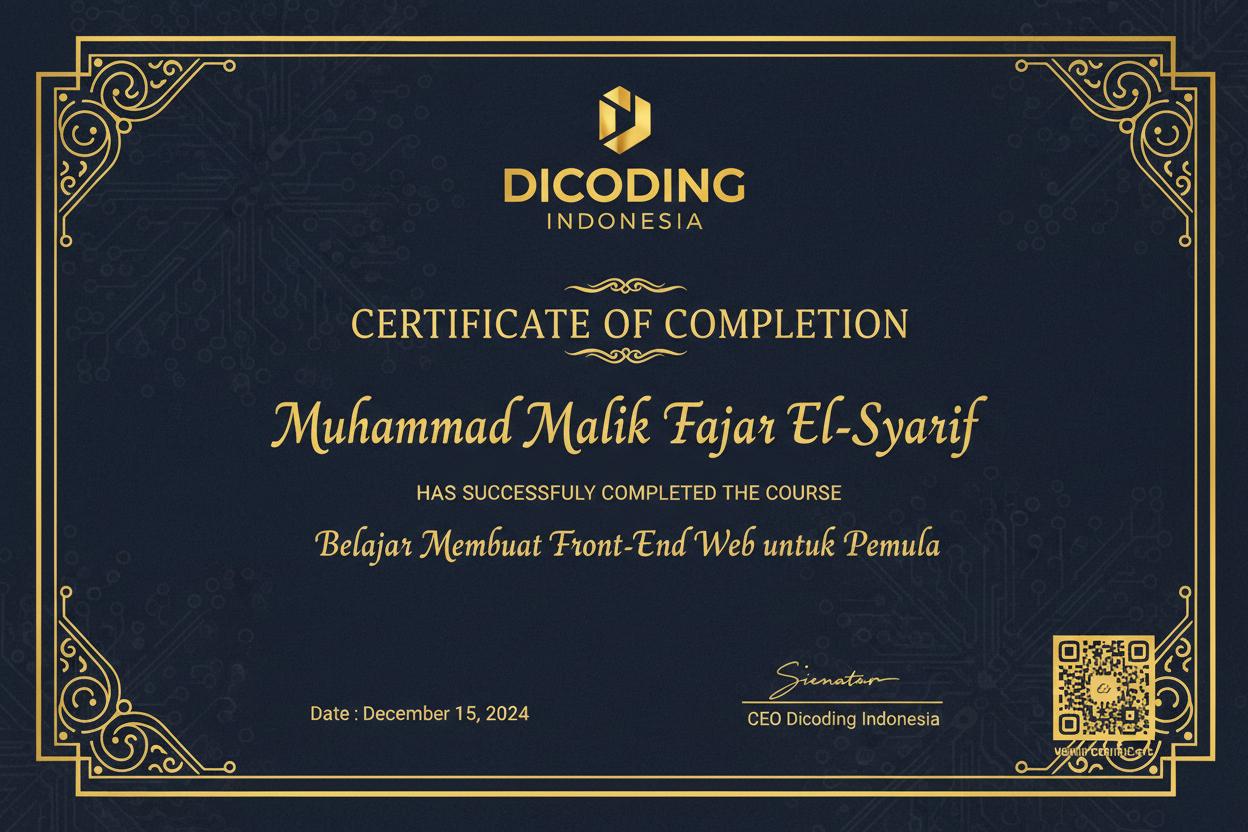 DICODING
INDONESIA
CERTIFICATE OF COMPLETION
Muhammad Malik Fajar El-Syarif
HAS SUCCESSFULY COMPLETED THE COURSE
Belajar Membuat Front-End Web untuk Pemula
Sienatur
Date : December 15, 2024
CEO Dicoding Indonesia